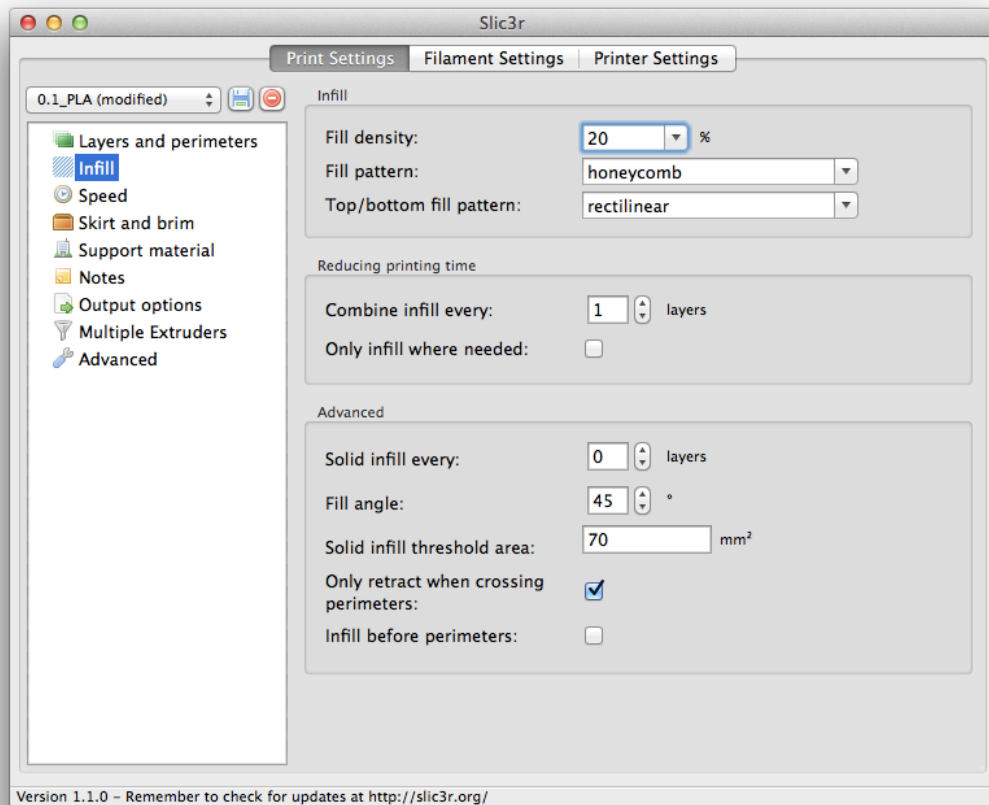 Slic3r
Print Settings Filament Settings Printer Settings
0.1_PLA (modified)
Layers and perimeters
Infill
Speed
Skirt and brim
Support material
Notes
Output options
Multiple Extruders
Advanced
Infill
Fill density: 20 %
Fill pattern: honeycomb
Top/bottom fill pattern: rectilinear
Reducing printing time
Combine infill every: 1 layers
Only infill where needed:
Advanced
Solid infill every: 0 layers
Fill angle: 45 °
Solid infill threshold area: 70 mm²
Only retract when crossing
perimeters:
Infill before perimeters:
Version 1.1.0 – Remember to check for updates at http://slic3r.org/